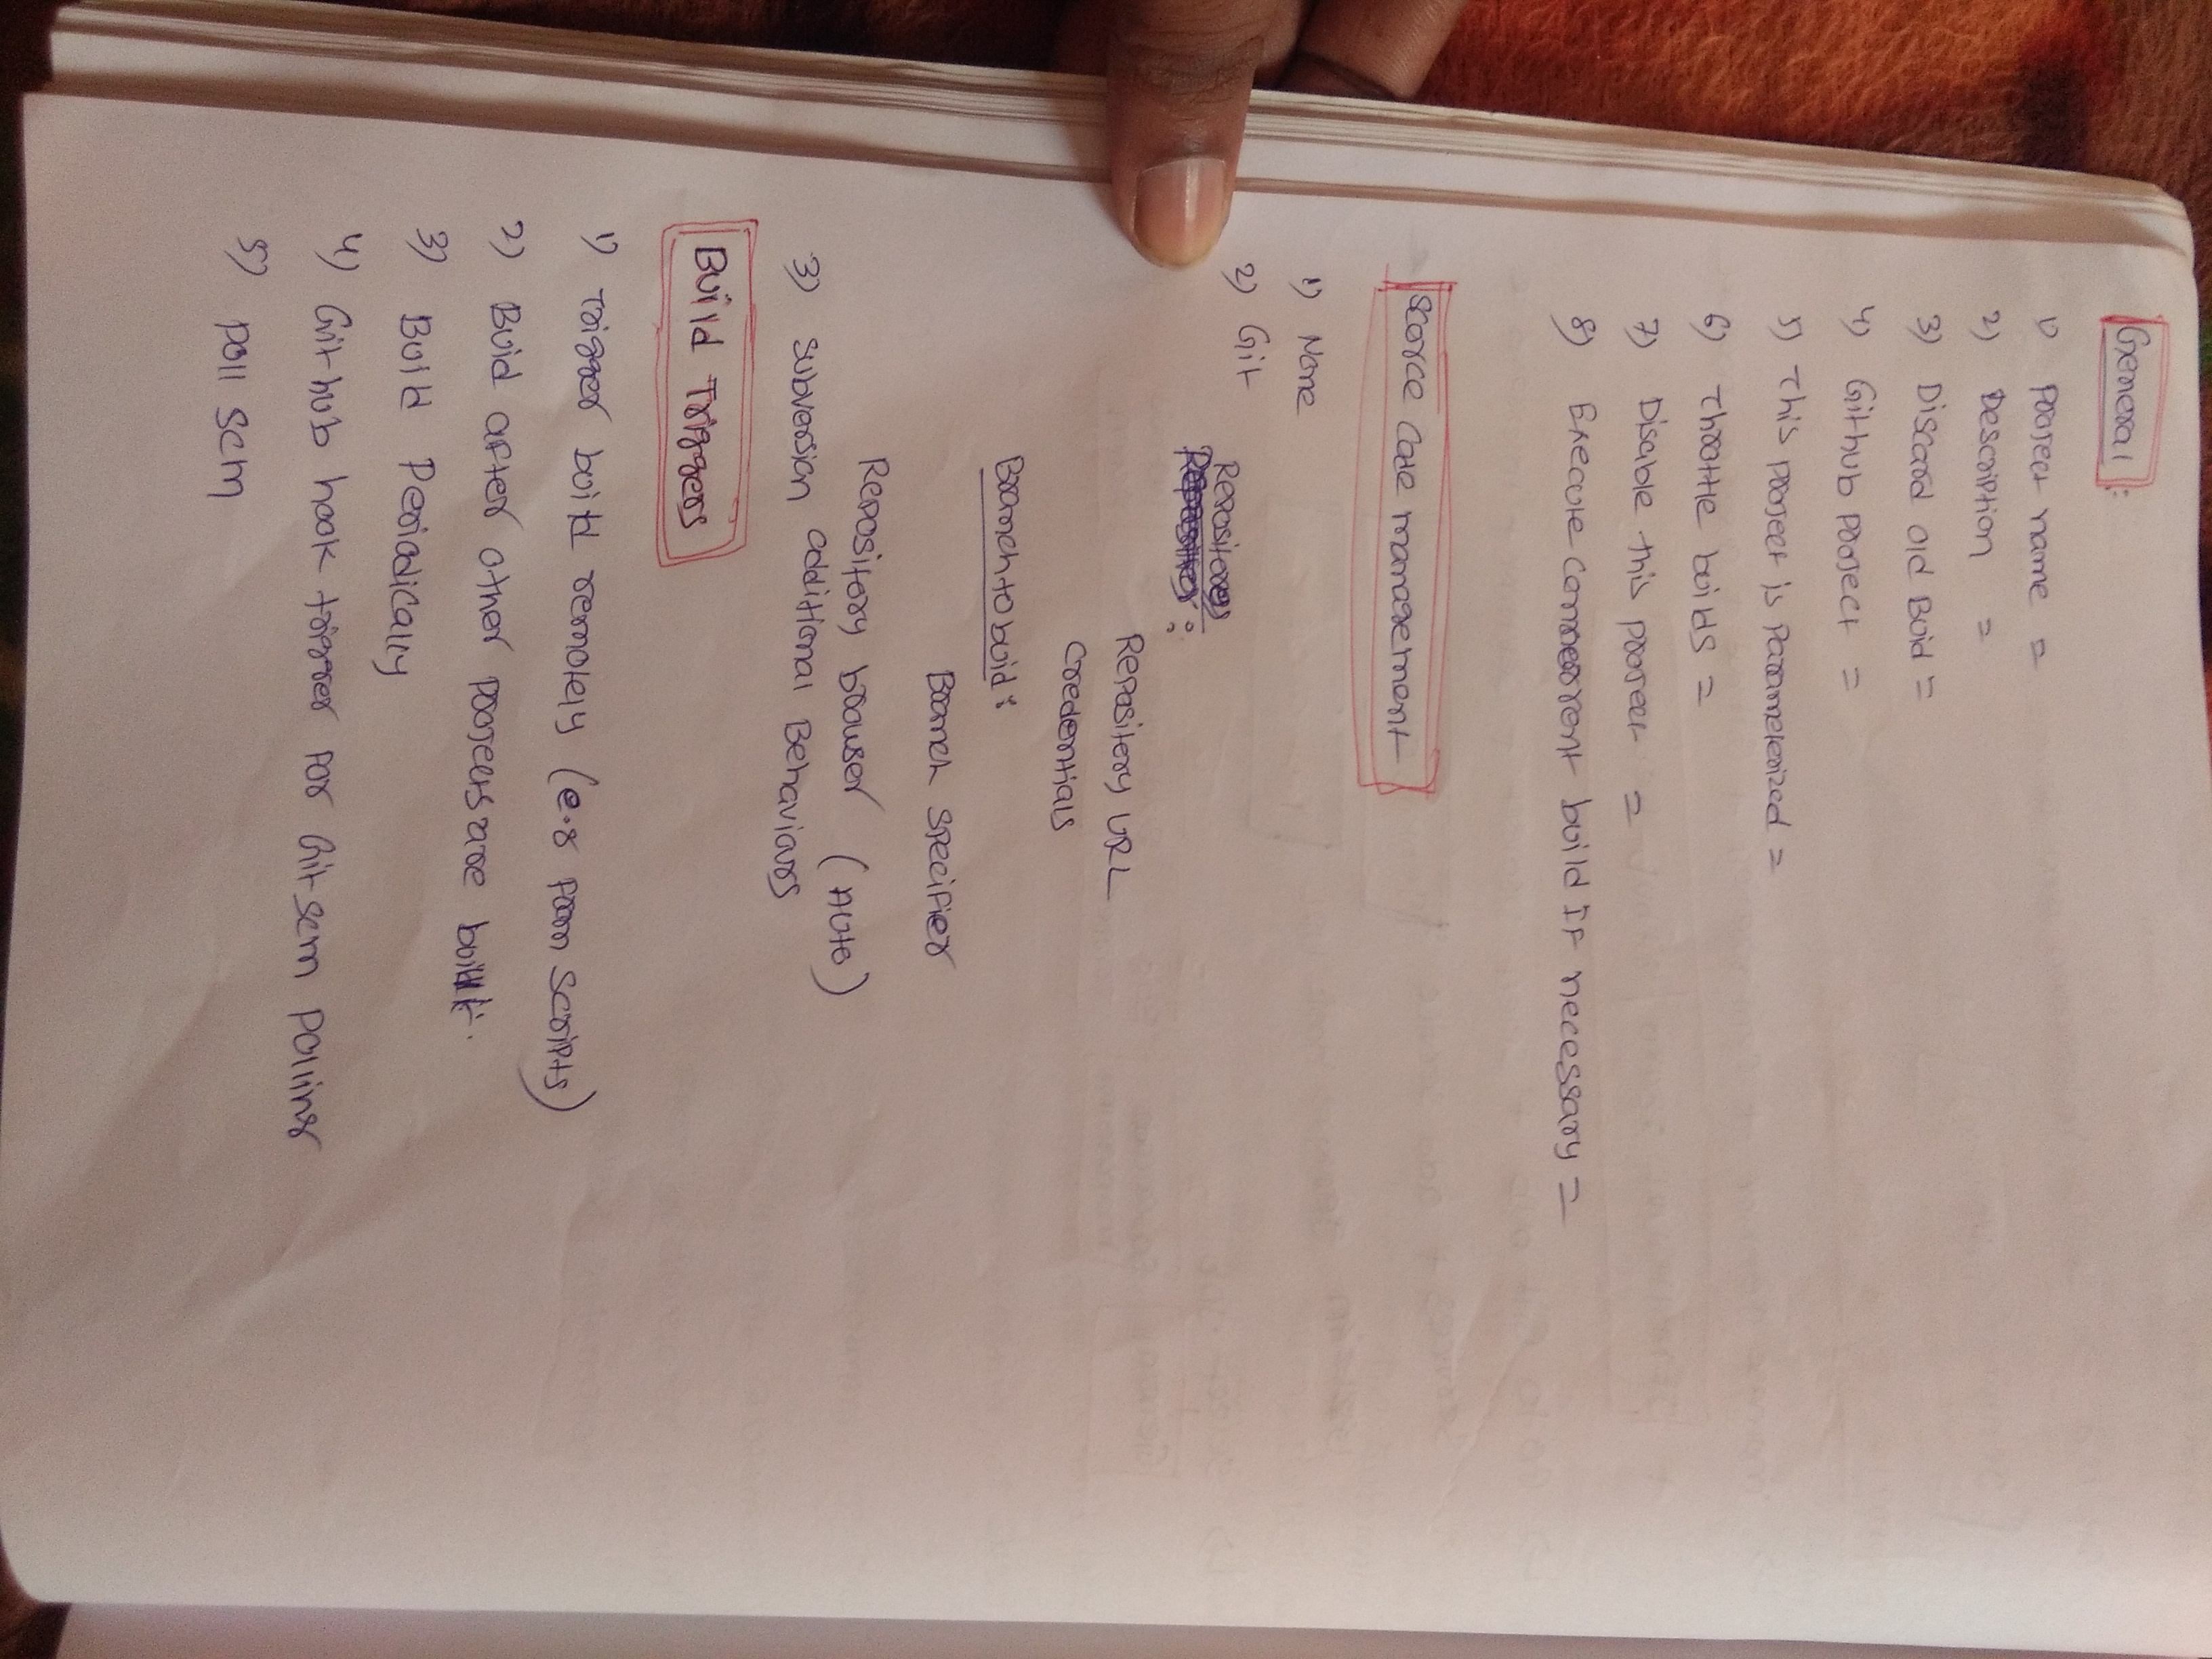 General :
1) Project name =
2) Description =
3) Discard old Buid =
4) Github project =
5) This project is Parameterized =
6) Throttle builds =
7) Disable this project =
8) Execute build IF necessary =
Scorce Code management
1) None
2) Git
Repository
:
Repository URL
Credentials
Branch to buid :
Branch specifier
Repository browser (Auto)
3) Subversion additional Behaviours
Build Triggers
1) Trigger build remotely (e.g from scripts)
2) Buid after other projects are built.
3) Build Periodically
4) Git hub hook trigger for Git scm Polling
5) Poll scm